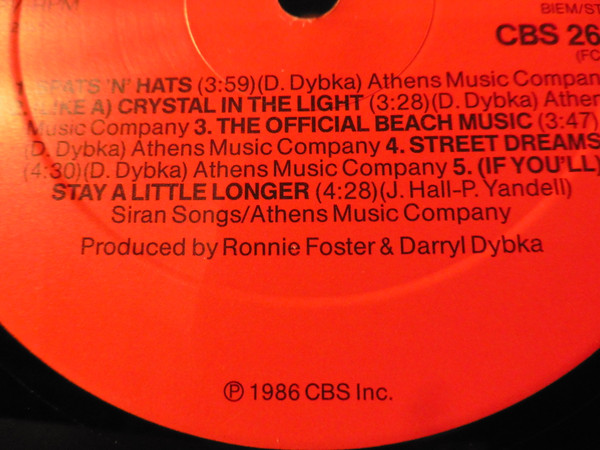 RPM
BIEM/ST
2
CBS 26
(FC
'N' HATS (3:59)(D. Dybka) Athens Music Compan
A) CRYSTAL IN THE LIGHT (3:28)(D. Dybka) Athen
Music Company 3. THE OFFICIAL BEACH MUSIC (3:47)
(D. Dybka) Athens Music Company 4. STREET DREAMS
(4:30)(D. Dybka) Athens Music Company 5. (IF YOU'LL)
STAY A LITTLE LONGER (4:28)(J. Hall-P. Yandell)
Siran Songs/Athens Music Company
Produced by Ronnie Foster & Darryl Dybka
℗ 1986 CBS Inc.